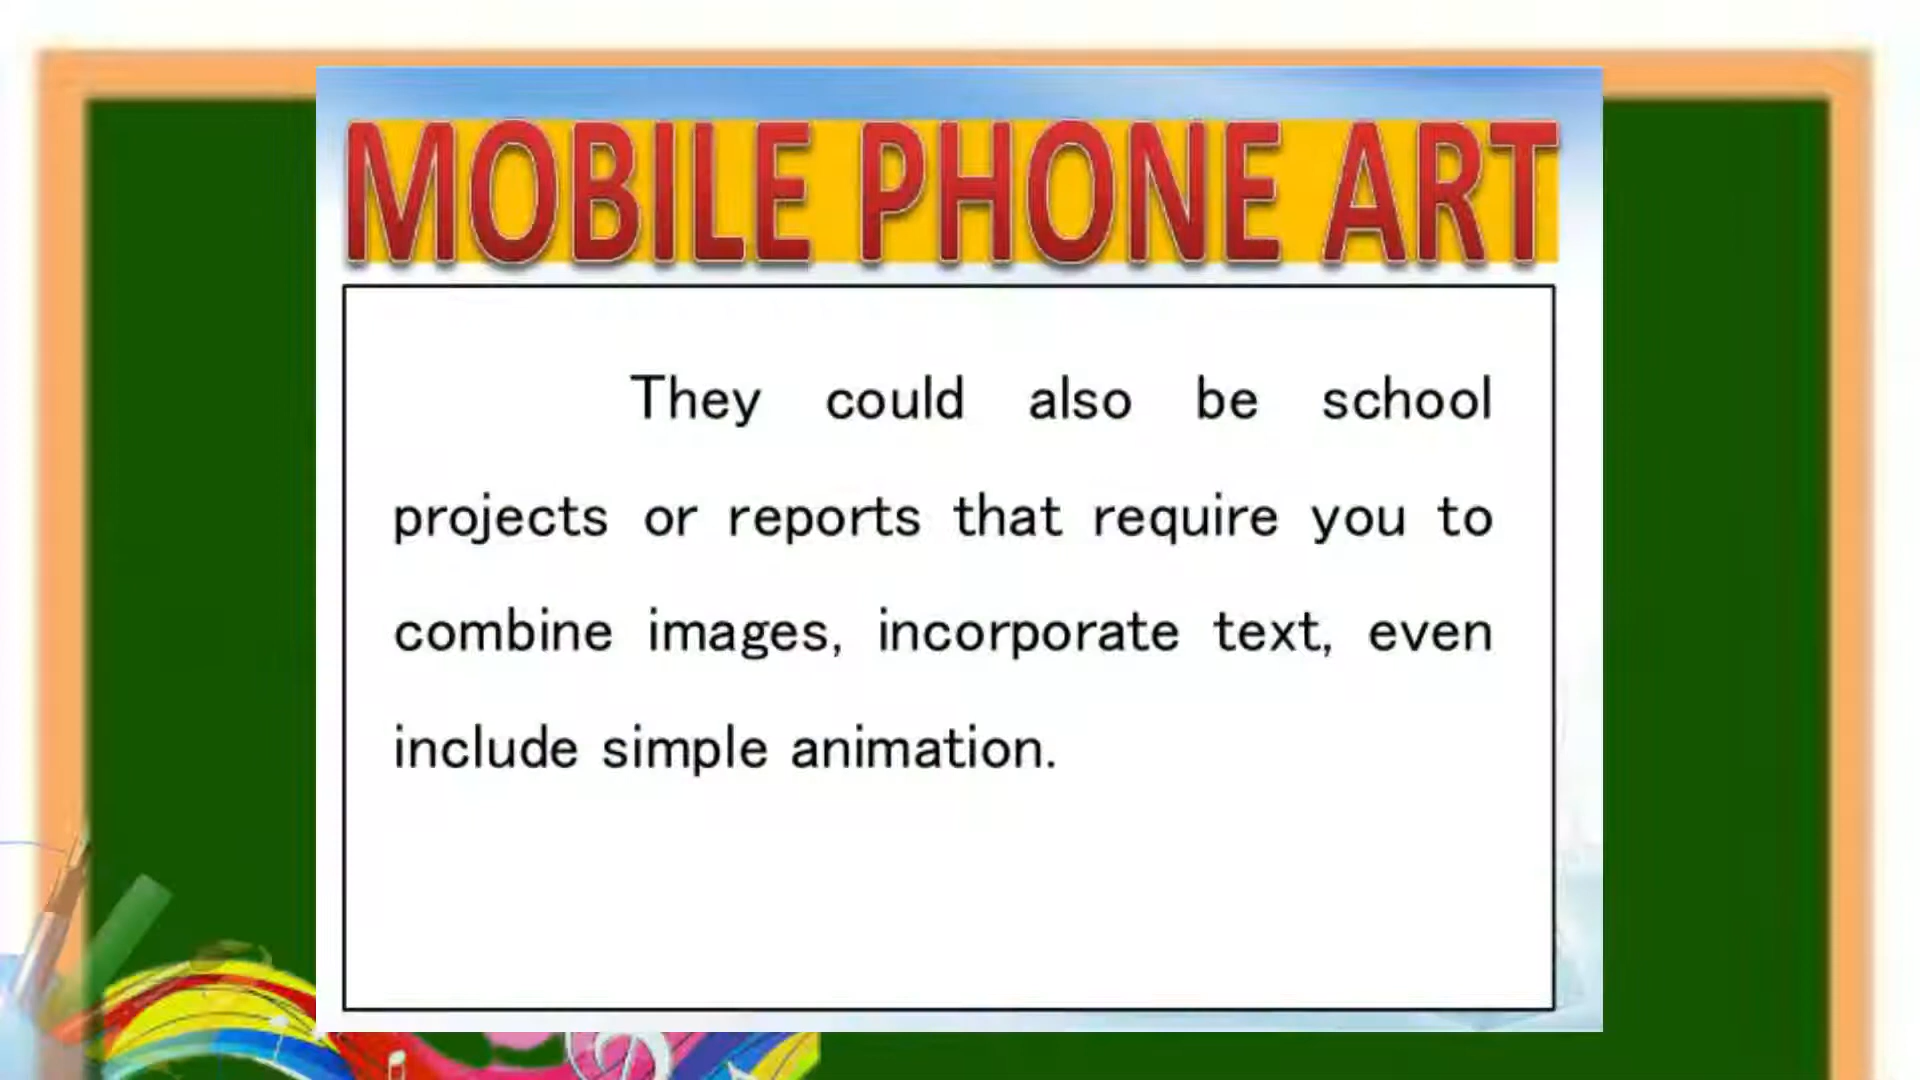 MOBILE PHONE ART
They could also be school
projects or reports that require you to
combine images, incorporate text, even
include simple animation.